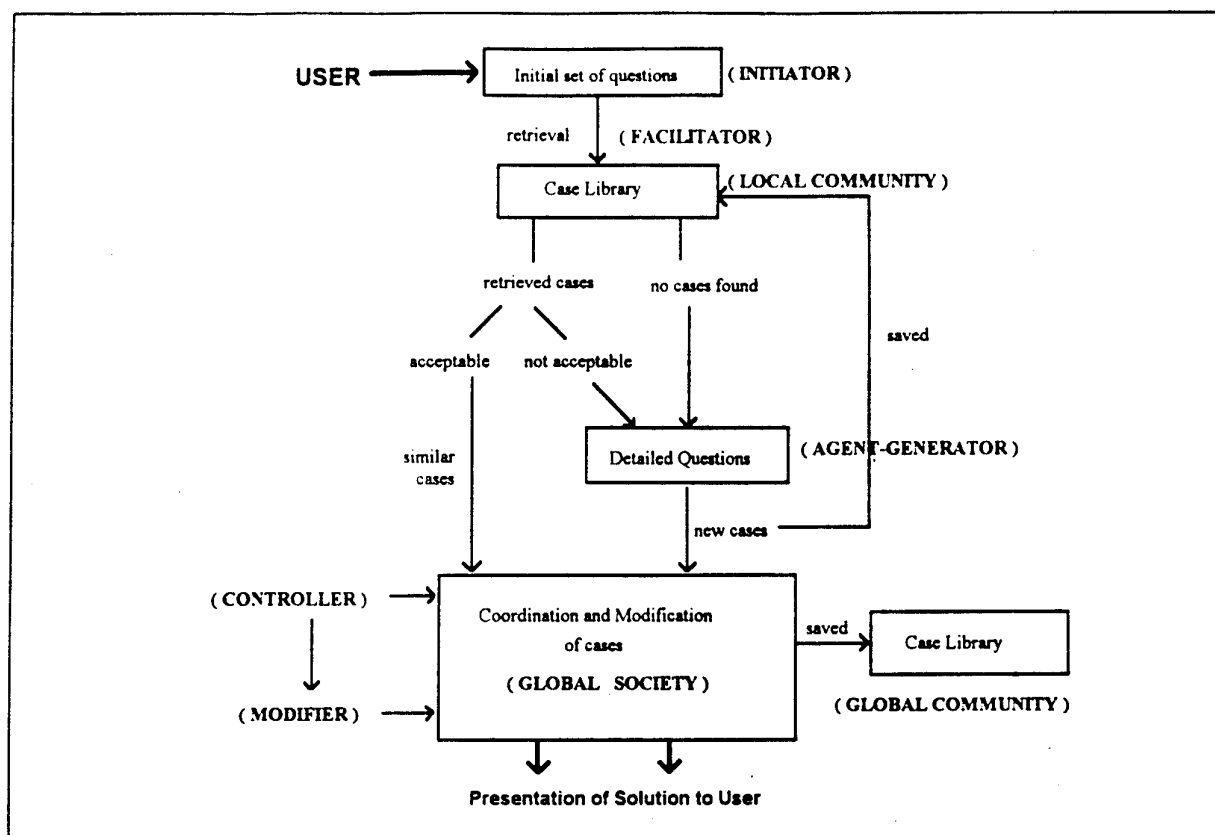 USER
Initial set of questions
( INITIATOR )
retrieval
( FACILITATOR )
Case Library
( LOCAL COMMUNITY )
retrieved cases
no cases found
saved
acceptable
not acceptable
similar
cases
Detailed Questions
( AGENT-GENERATOR )
new cases
( CONTROLLER )
Coordination and Modification
of cases
( GLOBAL SOCIETY )
saved
Case Library
( MODIFIER )
( GLOBAL COMMUNITY )
Presentation of Solution to User